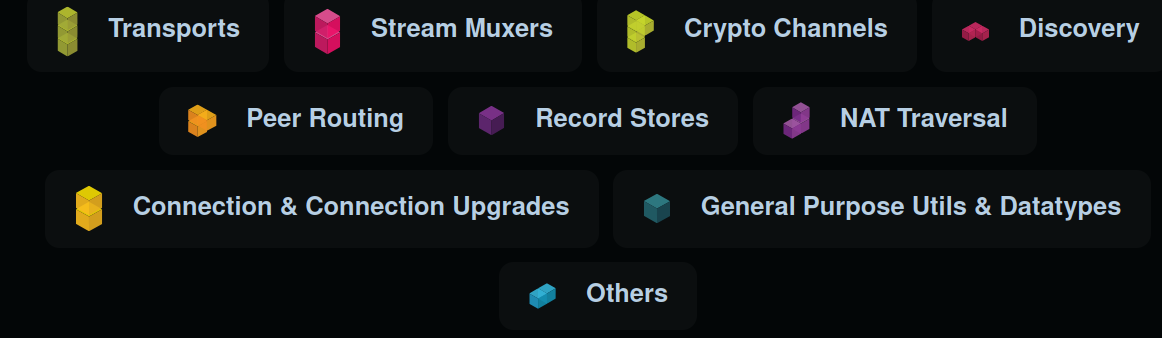 Transports Stream Muxers Crypto Channels Discovery
Peer Routing Record Stores NAT Traversal
Connection & Connection Upgrades General Purpose Utils & Datatypes
Others